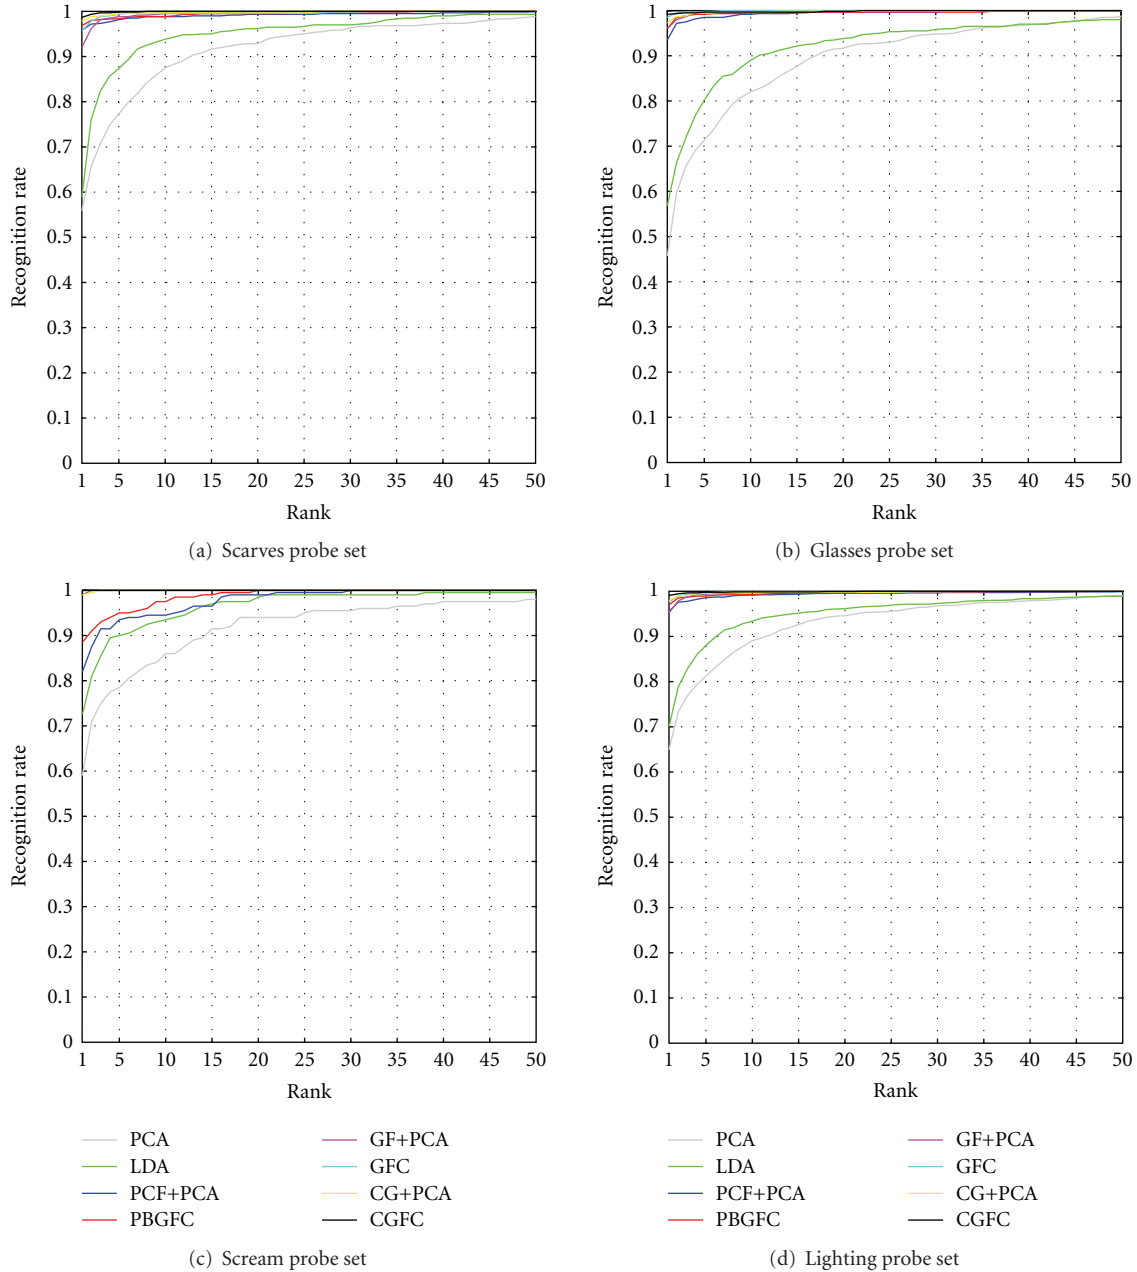 1
0.9
0.8
0.7
0.6
0.5
0.4
0.3
0.2
0.1
0
Recognition rate
1 5 10 15 20 25 30 35 40 45 50
Rank
(a) Scarves probe set
1
0.9
0.8
0.7
0.6
0.5
0.4
0.3
0.2
0.1
0
Recognition rate
1 5 10 15 20 25 30 35 40 45 50
Rank
(b) Glasses probe set
1
0.9
0.8
0.7
0.6
0.5
0.4
0.3
0.2
0.1
0
Recognition rate
1 5 10 15 20 25 30 35 40 45 50
Rank
PCA
LDA
PCF+PCA
PBGFC
GF+PCA
GFC
CG+PCA
CGFC
(c) Scream probe set
1
0.9
0.8
0.7
0.6
0.5
0.4
0.3
0.2
0.1
0
Recognition rate
1 5 10 15 20 25 30 35 40 45 50
Rank
PCA
LDA
PCF+PCA
PBGFC
GF+PCA
GFC
CG+PCA
CGFC
(d) Lighting probe set